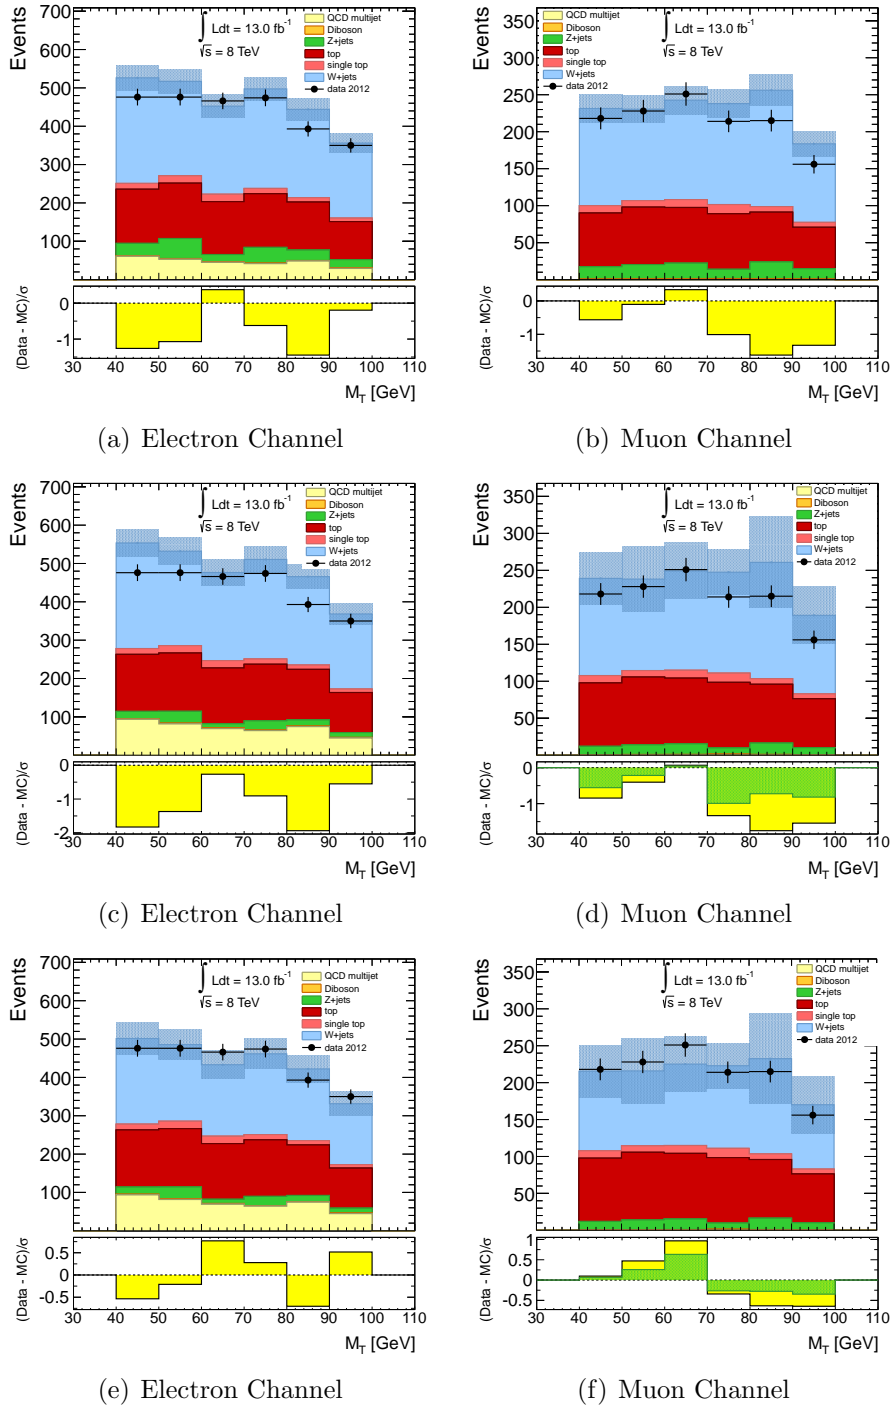 Events
700
600
500
400
300
200
100
∫ Ldt = 13.0 fb⁻¹
√s = 8 TeV
QCD multijet
Diboson
Z+jets
top
single top
W+jets
data 2012
(Data - MC)/σ
0
-1
30 40 50 60 70 80 90 100 110
M_T [GeV]
(a) Electron Channel
Events
350
300
250
200
150
100
50
QCD multijet
Diboson
Z+jets
top
single top
W+jets
data 2012
∫ Ldt = 13.0 fb⁻¹
√s = 8 TeV
(Data - MC)/σ
0
-1
30 40 50 60 70 80 90 100 110
M_T [GeV]
(b) Muon Channel
Events
700
600
500
400
300
200
100
∫ Ldt = 13.0 fb⁻¹
√s = 8 TeV
QCD multijet
Diboson
Z+jets
top
single top
W+jets
data 2012
(Data - MC)/σ
0
-1
-2
30 40 50 60 70 80 90 100 110
M_T [GeV]
(c) Electron Channel
Events
350
300
250
200
150
100
50
∫ Ldt = 13.0 fb⁻¹
√s = 8 TeV
QCD multijet
Diboson
Z+jets
top
single top
W+jets
data 2012
(Data - MC)/σ
0
-1
30 40 50 60 70 80 90 100 110
M_T [GeV]
(d) Muon Channel
Events
700
600
500
400
300
200
100
∫ Ldt = 13.0 fb⁻¹
√s = 8 TeV
QCD multijet
Diboson
Z+jets
top
single top
W+jets
data 2012
(Data - MC)/σ
0.5
0
-0.5
30 40 50 60 70 80 90 100 110
M_T [GeV]
(e) Electron Channel
Events
350
300
250
200
150
100
50
∫ Ldt = 13.0 fb⁻¹
√s = 8 TeV
QCD multijet
Diboson
Z+jets
top
single top
W+jets
data 2012
(Data - MC)/σ
1
0.5
0
-0.5
30 40 50 60 70 80 90 100 110
M_T [GeV]
(f) Muon Channel